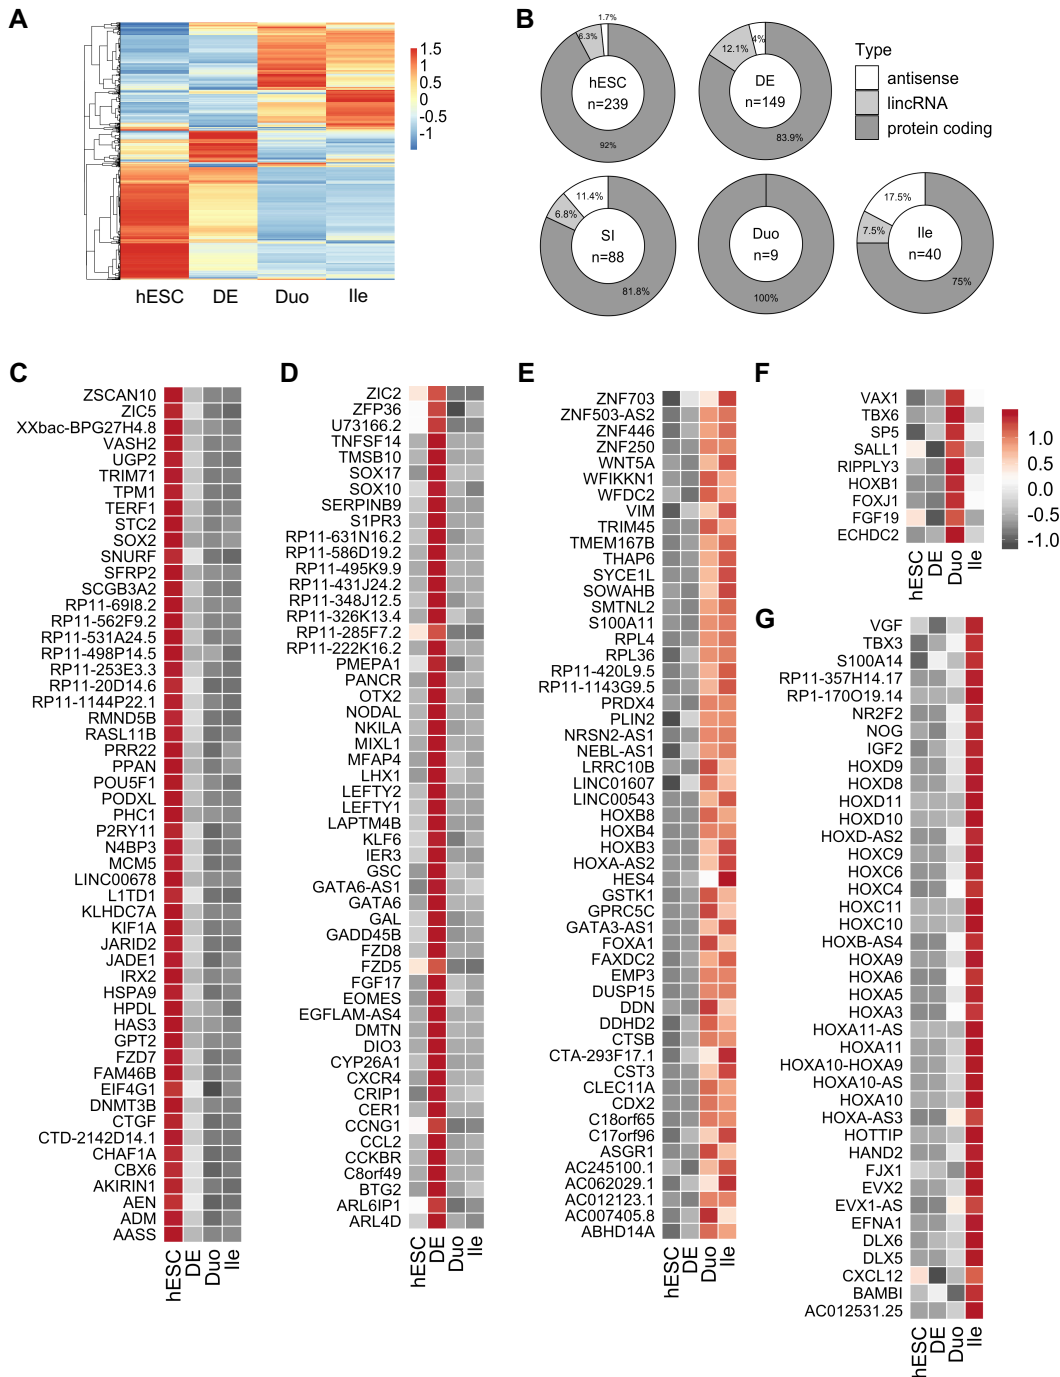 A
1.5
1
0.5
0
-0.5
-1
hESC DE Duo Ile
B
1.7%
6.3%
hESC
n=239
92%
4%
12.1%
DE
n=149
83.9%
Type
antisense
lincRNA
protein coding
11.4%
6.8%
SI
n=88
81.8%
Duo
n=9
100%
17.5%
7.5%
Ile
n=40
75%
C
ZSCAN10
ZIC5
XXbac-BPG27H4.8
VASH2
UGP2
TRIM71
TPM1
TERF1
STC2
SOX2
SNURF
SFRP2
SCGB3A2
RP11-69I8.2
RP11-562F9.2
RP11-531A24.5
RP11-498P14.5
RP11-253E3.3
RP11-20D14.6
RP11-1144P22.1
RMND5B
RASL11B
PRR22
PPAN
POU5F1
PODXL
PHC1
P2RY11
N4BP3
MCM5
LINC00678
L1TD1
KLHDC7A
KIF1A
JARID2
JADE1
IRX2
HSPA9
HPDL
HAS3
GPT2
FZD7
FAM46B
EIF4G1
DNMT3B
CTGF
CTD-2142D14.1
CHAF1A
CBX6
AKIRIN1
AEN
ADM
AASS
hESC
DE
Duo
Ile
D
ZIC2
ZFP36
U73166.2
TNFSF14
TMSB10
SOX17
SOX10
SERPINB9
S1PR3
RP11-631N16.2
RP11-586D19.2
RP11-495K9.9
RP11-431J24.2
RP11-348J12.5
RP11-326K13.4
RP11-285F7.2
RP11-222K16.2
PMEPA1
PANCR
OTX2
NODAL
NKILA
MIXL1
MFAP4
LHX1
LEFTY2
LEFTY1
LAPTM4B
KLF6
IER3
GSC
GATA6-AS1
GATA6
GAL
GADD45B
FZD8
FZD5
FGF17
EOMES
EGFLAM-AS4
DMTN
DIO3
CYP26A1
CXCR4
CRIP1
CER1
CCNG1
CCL2
CCKBR
C8orf49
BTG2
ARL6IP1
ARL4D
hESC
DE
Duo
Ile
E
ZNF703
ZNF503-AS2
ZNF446
ZNF250
WNT5A
WFIKKN1
WFDC2
VIM
TRIM45
TMEM167B
THAP6
SYCE1L
SOWAHB
SMTNL2
S100A11
RPL4
RPL36
RP11-420L9.5
RP11-1143G9.5
PRDX4
PLIN2
NRSN2-AS1
NEBL-AS1
LRRC10B
LINC01607
LINC00543
HOXB8
HOXB4
HOXB3
HOXA-AS2
HES4
GSTK1
GPRC5C
GATA3-AS1
FOXA1
FAXDC2
EMP3
DUSP15
DDN
DDHD2
CTSB
CTA-293F17.1
CST3
CLEC11A
CDX2
C18orf65
C17orf96
ASGR1
AC245100.1
AC062029.1
AC012123.1
AC007405.8
ABHD14A
hESC
DE
Duo
Ile
F
VAX1
TBX6
SP5
SALL1
RIPPLY3
HOXB1
FOXJ1
FGF19
ECHDC2
hESC
DE
Duo
Ile
1.0
0.5
0.0
-0.5
-1.0
G
VGF
TBX3
S100A14
RP11-357H14.17
RP1-170O19.14
NR2F2
NOG
IGF2
HOXD9
HOXD8
HOXD11
HOXD10
HOXD-AS2
HOXC9
HOXC6
HOXC4
HOXC11
HOXC10
HOXB-AS4
HOXA9
HOXA6
HOXA5
HOXA3
HOXA11-AS
HOXA11
HOXA10-HOXA9
HOXA10-AS
HOXA10
HOXA-AS3
HOTTIP
HAND2
FJX1
EVX2
EVX1-AS
EFNA1
DLX6
DLX5
CXCL12
BAMBI
AC012531.25
hESC
DE
Duo
Ile